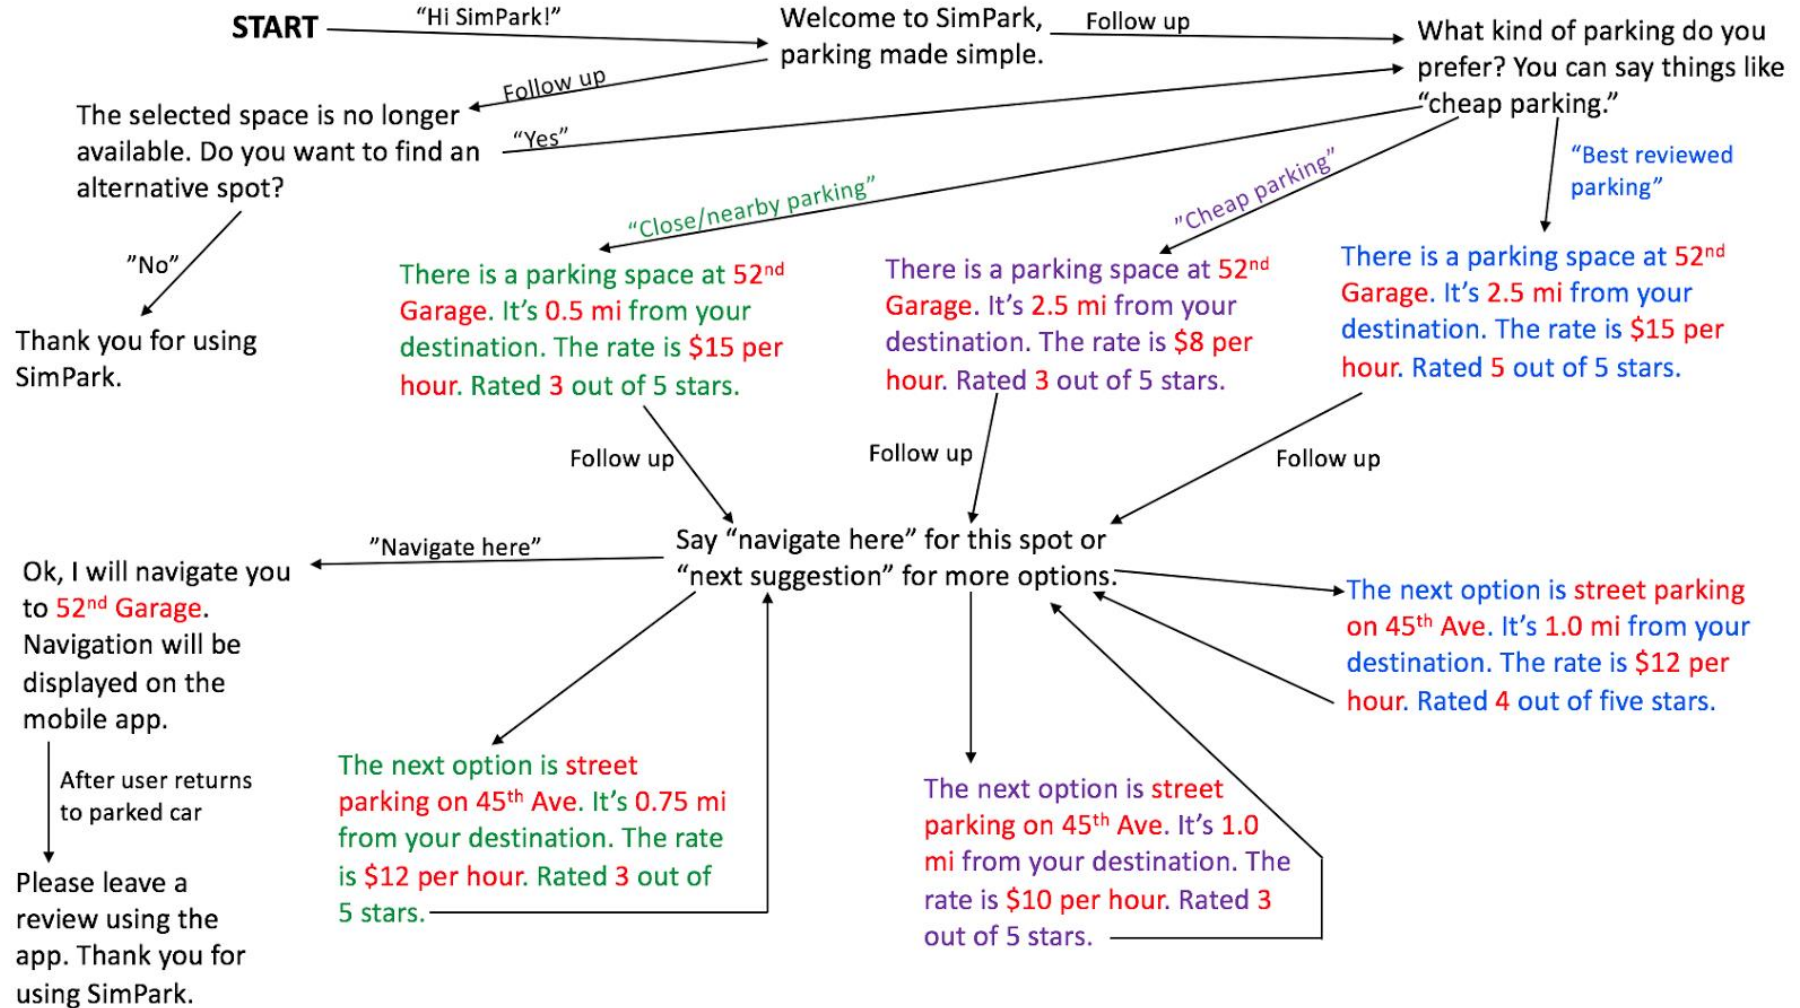 START
“Hi SimPark!”
Welcome to SimPark,
parking made simple.
Follow up
What kind of parking do you
prefer? You can say things like
“cheap parking.”
Follow up
The selected space is no longer
available. Do you want to find an
alternative spot?
“Yes”
”No”
Thank you for using
SimPark.
“Close/nearby parking”
”Cheap parking”
“Best reviewed
parking”
There is a parking space at 52nd
Garage. It’s 0.5 mi from your
destination. The rate is $15 per
hour. Rated 3 out of 5 stars.
There is a parking space at 52nd
Garage. It’s 2.5 mi from your
destination. The rate is $8 per
hour. Rated 3 out of 5 stars.
There is a parking space at 52nd
Garage. It’s 2.5 mi from your
destination. The rate is $15 per
hour. Rated 5 out of 5 stars.
Follow up
Follow up
Follow up
Say “navigate here” for this spot or
“next suggestion” for more options.
”Navigate here”
Ok, I will navigate you
to 52nd Garage.
Navigation will be
displayed on the
mobile app.
After user returns
to parked car
Please leave a
review using the
app. Thank you for
using SimPark.
The next option is street
parking on 45th Ave. It’s 0.75 mi
from your destination. The rate
is $12 per hour. Rated 3 out of
5 stars.
The next option is street
parking on 45th Ave. It’s 1.0
mi from your destination. The
rate is $10 per hour. Rated 3
out of 5 stars.
The next option is street parking
on 45th Ave. It’s 1.0 mi from your
destination. The rate is $12 per
hour. Rated 4 out of five stars.